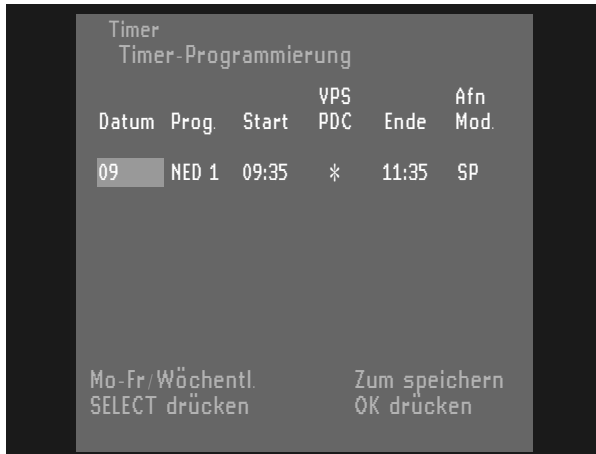 Timer
Timer-Programmierung
VPS Afn
Datum Prog. Start PDC Ende Mod.
09 NED 1 09:35 * 11:35 SP
Mo-Fr/Wöchentl. Zum speichern
SELECT drücken OK drücken